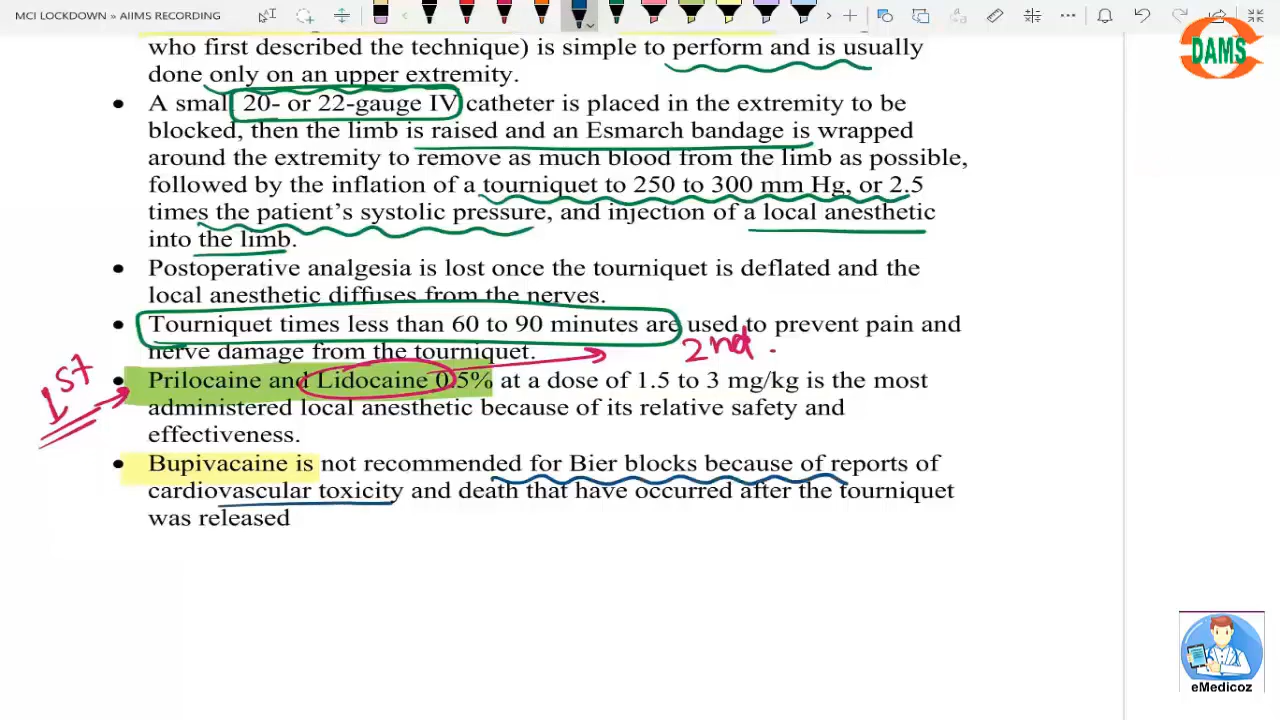 MCI LOCKDOWN » AIIMS RECORDING
DAMS
who first described the technique) is simple to perform and is usually
done only on an upper extremity.
• A small 20- or 22-gauge IV catheter is placed in the extremity to be
blocked, then the limb is raised and an Esmarch bandage is wrapped
around the extremity to remove as much blood from the limb as possible,
followed by the inflation of a tourniquet to 250 to 300 mm Hg, or 2.5
times the patient's systolic pressure, and injection of a local anesthetic
into the limb.
• Postoperative analgesia is lost once the tourniquet is deflated and the
local anesthetic diffuses from the nerves.
• Tourniquet times less than 60 to 90 minutes are used to prevent pain and
nerve damage from the tourniquet.
2nd.
1st
• Prilocaine and Lidocaine 0.5% at a dose of 1.5 to 3 mg/kg is the most
administered local anesthetic because of its relative safety and
effectiveness.
• Bupivacaine is not recommended for Bier blocks because of reports of
cardiovascular toxicity and death that have occurred after the tourniquet
was released
eMedicoz